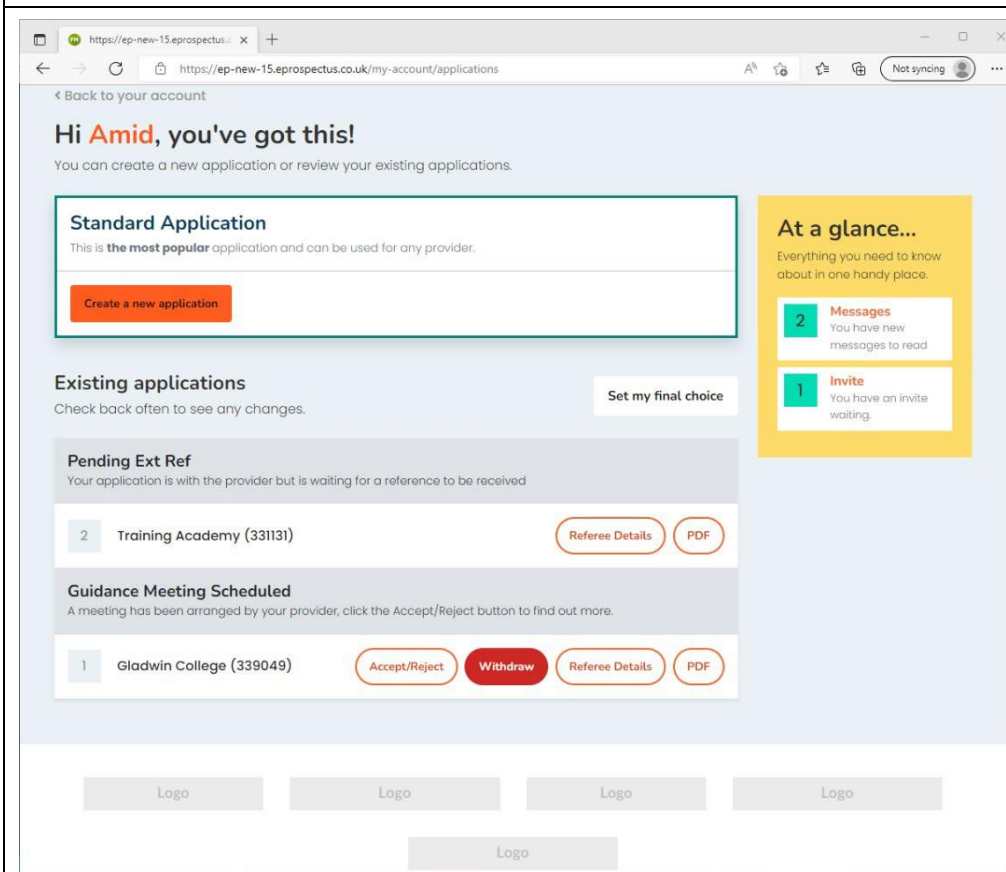 https://ep-new-15.eprospectus.c
https://ep-new-15.eprospectus.co.uk/my-account/applications
Not syncing
Back to your account
Hi Amid, you've got this!
You can create a new application or review your existing applications.
Standard Application
This is the most popular application and can be used for any provider.
Create a new application
At a glance...
Everything you need to know
about in one handy place.
2
Messages
You have new
messages to read
1
Invite
You have an invite
waiting.
Existing applications
Check back often to see any changes.
Set my final choice
Pending Ext Ref
Your application is with the provider but is waiting for a reference to be received
2 Training Academy (331131) Referee Details PDF
Guidance Meeting Scheduled
A meeting has been arranged by your provider, click the Accept/Reject button to find out more.
1 Gladwin College (339049) Accept/Reject Withdraw Referee Details PDF
Logo Logo Logo Logo
Logo